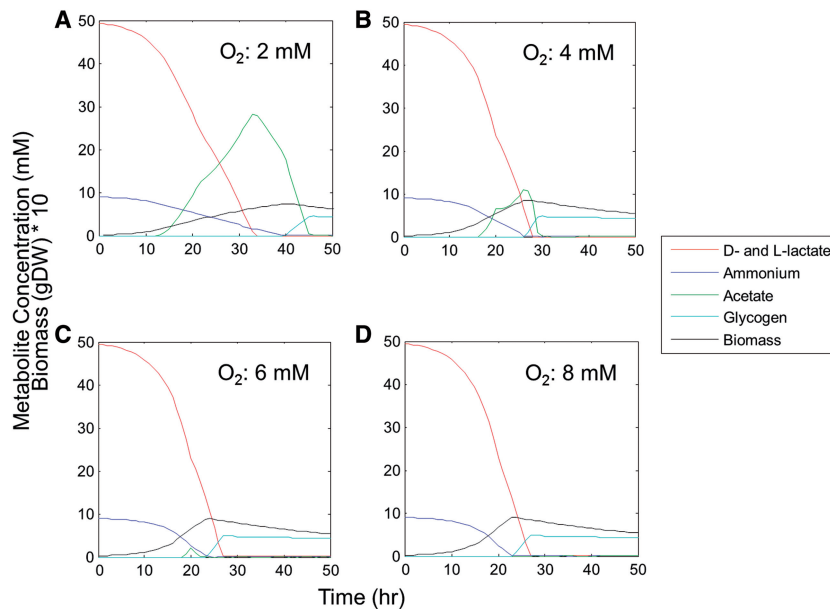 A
O₂: 2 mM
50
40
30
20
10
0
0 10 20 30 40 50
B
O₂: 4 mM
50
40
30
20
10
0
0 10 20 30 40 50
Metabolite Concentration (mM)
Biomass (gDW) * 10
D- and L-lactate
Ammonium
Acetate
Glycogen
Biomass
C
O₂: 6 mM
50
40
30
20
10
0
0 10 20 30 40 50
D
O₂: 8 mM
50
40
30
20
10
0
0 10 20 30 40 50
Time (hr)